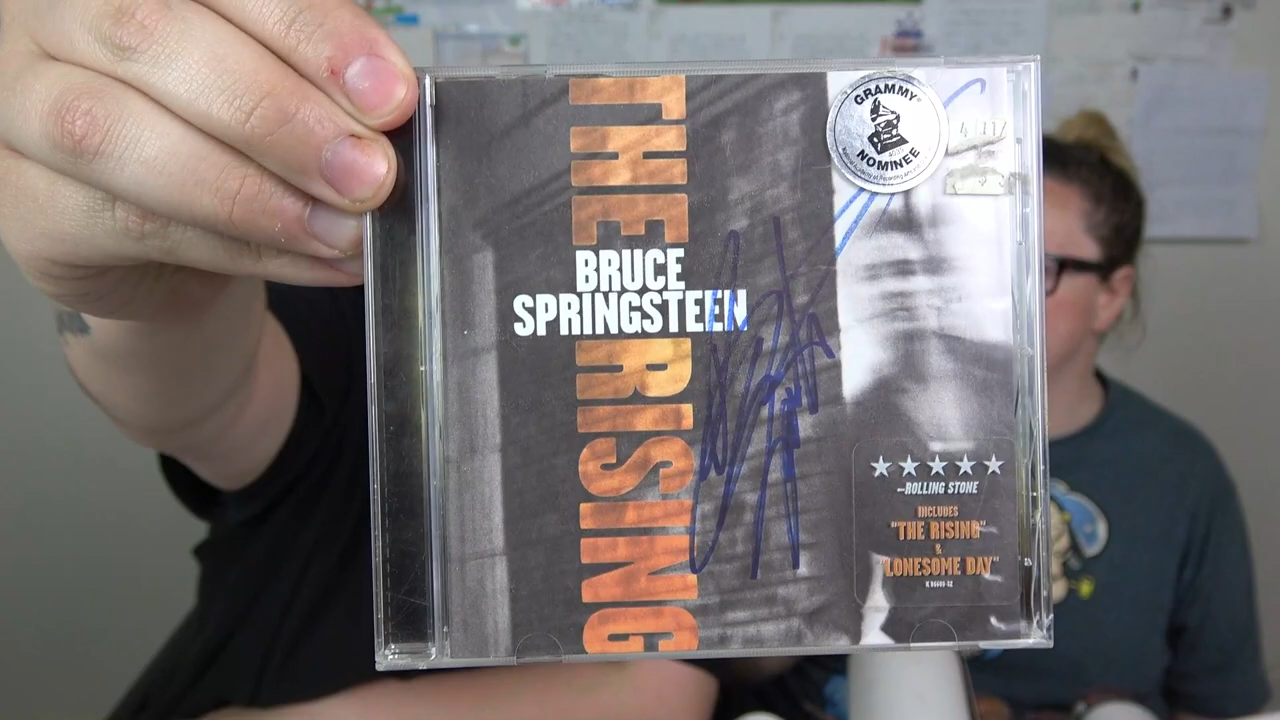 THE
RISING
BRUCE
SPRINGSTEEN
GRAMMY®
NOMINEE
★★★★★
—ROLLING STONE
INCLUDES
"THE RISING"
&
"LONESOME DAY"